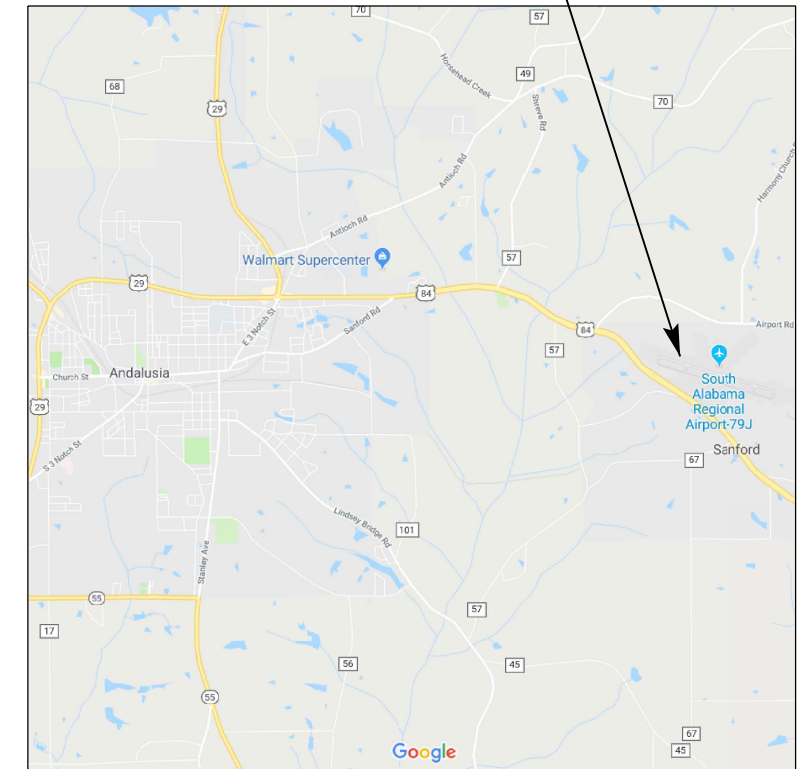 70
57
68
49
Horsehead Creek
29
Shreve Rd
70
Antioch Rd
Harmony Church
Antioch Rd
Walmart Supercenter
57
29
84
E 3 Notch St
Sanford Rd
84
Airport Rd
57
Church St
Andalusia
South
Alabama
Regional
Airport-79J
29
S 3 Notch St
67
Sanford
Lindsey Bridge Rd
101
Stanley Ave
55
57
17
56
45
55
67
45
Google